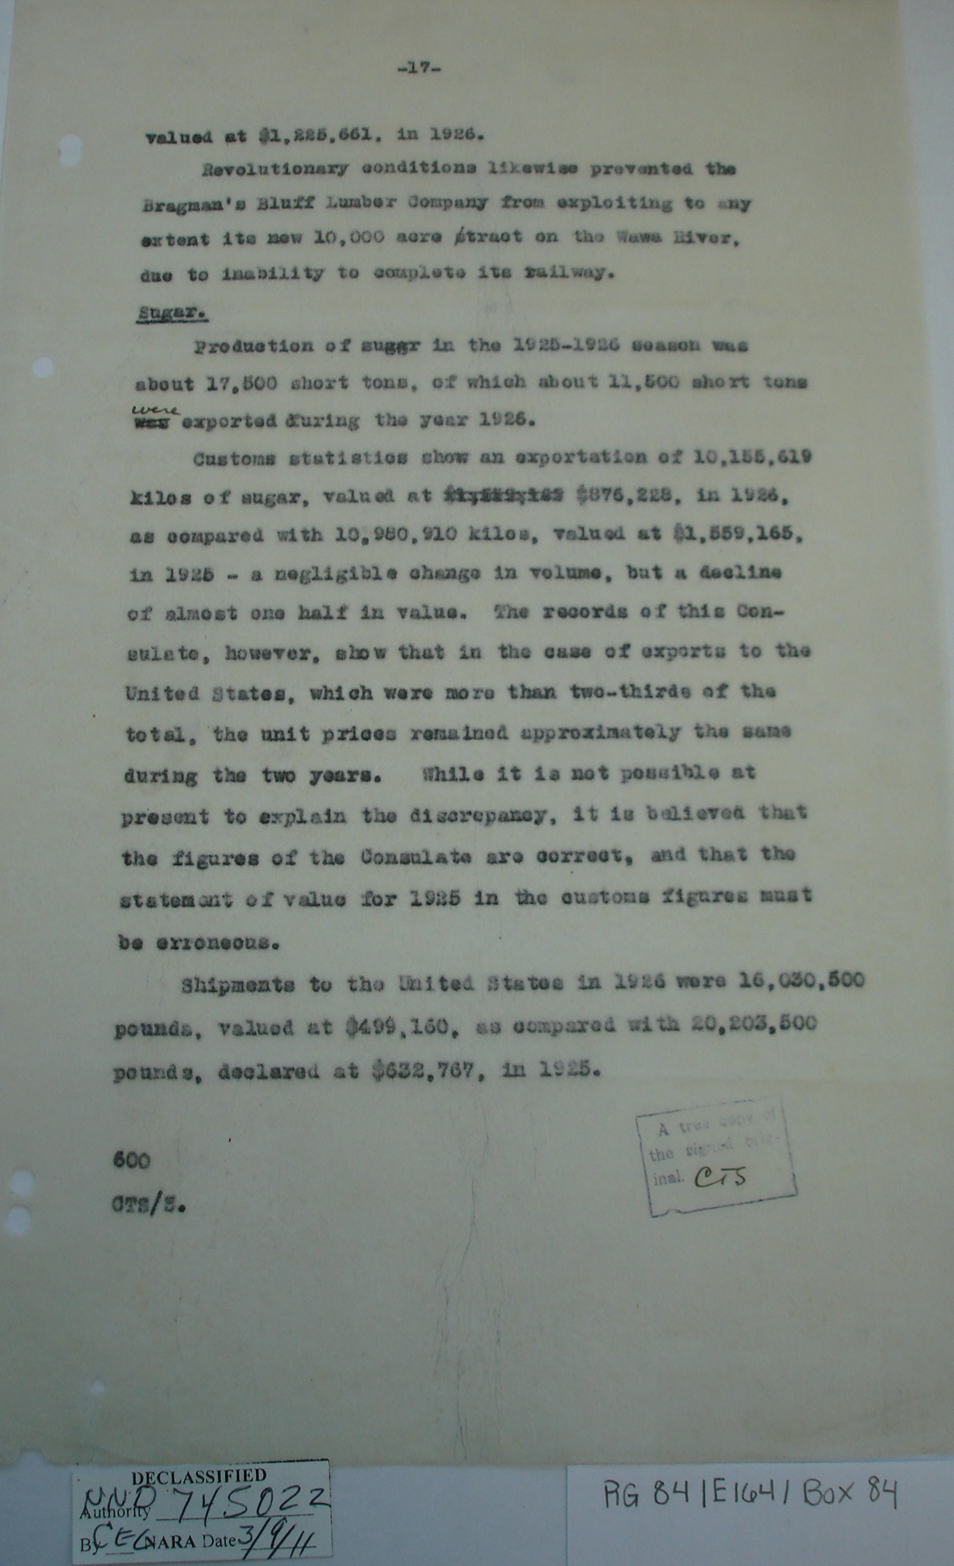 -17-
valued at $1,225,661, in 1926.
Revolutionary conditions likewise prevented the
Bragman's Bluff Lumber Company from exploiting to any
extent its new 10,000 acre tract on the Wawa River,
due to inability to complete its railway.
Sugar.
Production of suggr in the 1925-1926 season was
about 17,500 short tons, of which about 11,500 short tons
were
was exported during the year 1926.
Customs statistics show an exportation of 10,155,619
kilos of sugar, valued at $876,228, in 1926,
as compared with 10,980,910 kilos, valued at $1,559,165,
in 1925 - a negligible change in volume, but a decline
of almost one half in value. The records of this Con-
sulate, however, show that in the case of exports to the
United States, which were more than two-thirds of the
total, the unit prices remained approximately the same
during the two years. While it is not possible at
present to explain the discrepancy, it is believed that
the figures of the Consulate are correct, and that the
statement of value for 1925 in the customs figures must
be erroneous.
Shipments to the United States in 1926 were 16,030,500
pounds, valued at $499,160, as compared with 20,203,500
pounds, declared at $632,767, in 1925.
A true copy of
the signed orig-
inal. CTS
600
CTS/S.
DECLASSIFIED
Authority NND 745022
By CEC NARA Date 3/9/11
RG 84/E164/Box 84